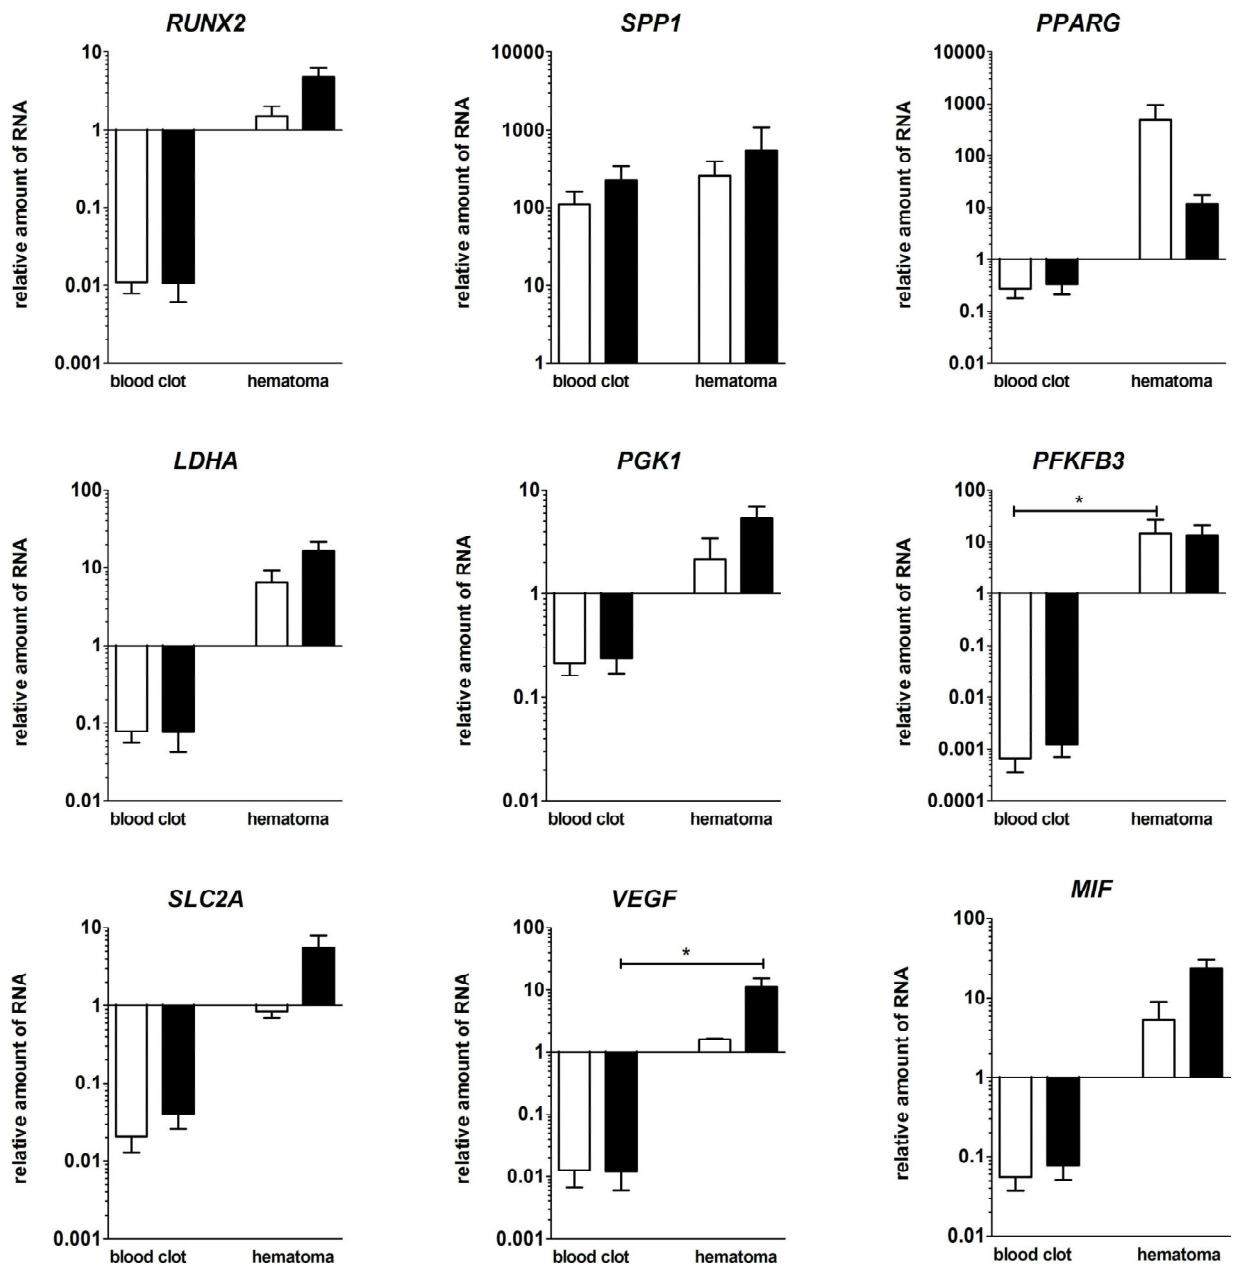 RUNX2
relative amount of RNA
10
1
0.1
0.01
0.001
blood clot
hematoma
SPP1
relative amount of RNA
10000
1000
100
10
1
blood clot
hematoma
PPARG
relative amount of RNA
10000
1000
100
10
1
0.1
0.01
blood clot
hematoma
LDHA
relative amount of RNA
100
10
1
0.1
0.01
blood clot
hematoma
PGK1
relative amount of RNA
10
1
0.1
0.01
blood clot
hematoma
PFKFB3
relative amount of RNA
100
10
1
0.1
0.01
0.001
0.0001
*
blood clot
hematoma
SLC2A
relative amount of RNA
10
1
0.1
0.01
0.001
blood clot
hematoma
VEGF
relative amount of RNA
100
10
1
0.1
0.01
0.001
*
blood clot
hematoma
MIF
relative amount of RNA
100
10
1
0.1
0.01
blood clot
hematoma